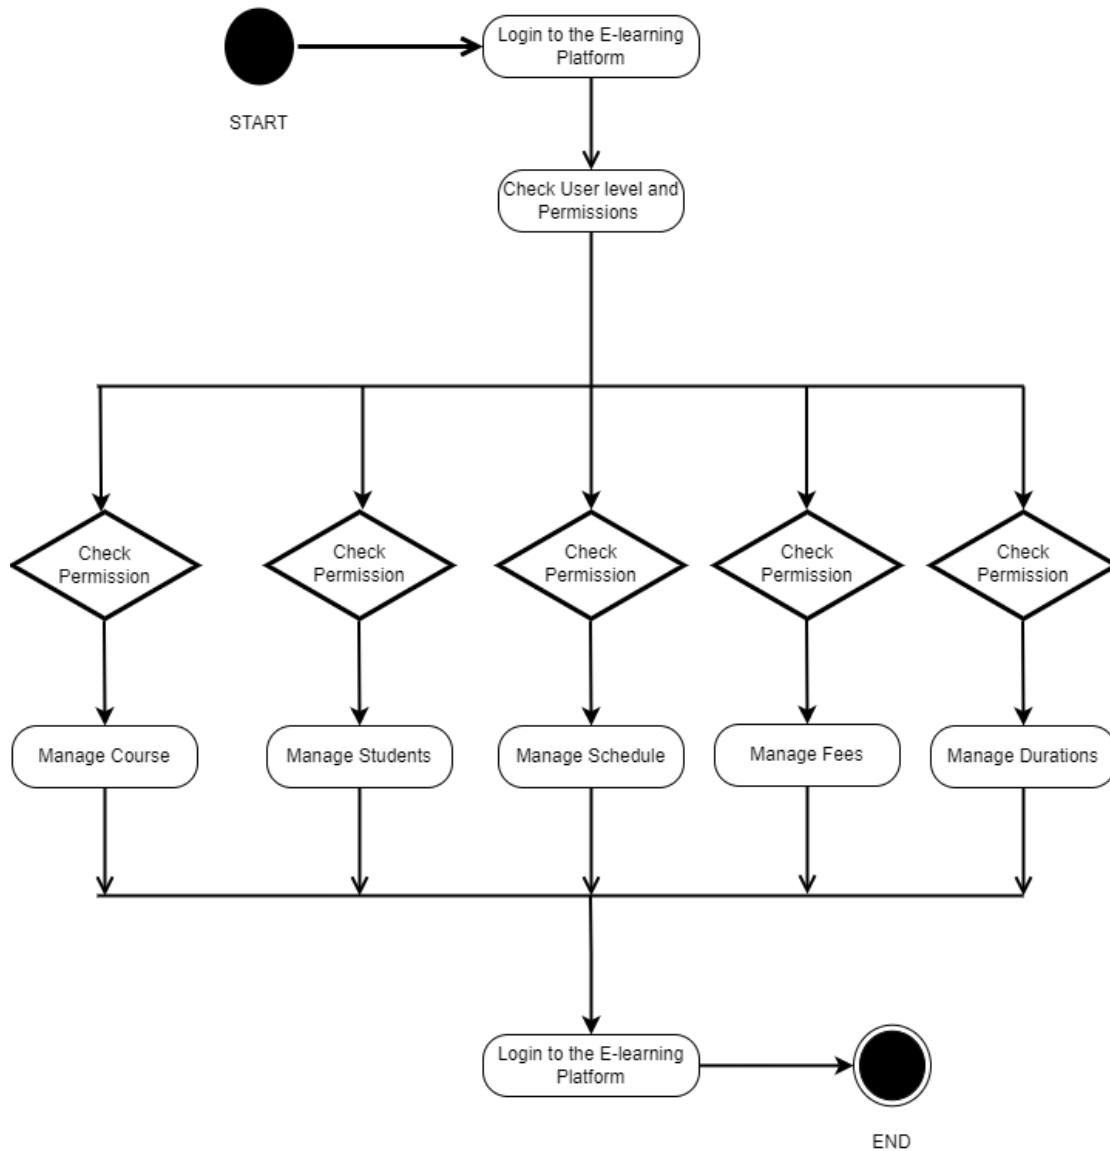 Login to the E-learning
Platform
START
Check User level and
Permissions
Check
Permission
Check
Permission
Check
Permission
Check
Permission
Check
Permission
Manage Course
Manage Students
Manage Schedule
Manage Fees
Manage Durations
Login to the E-learning
Platform
END